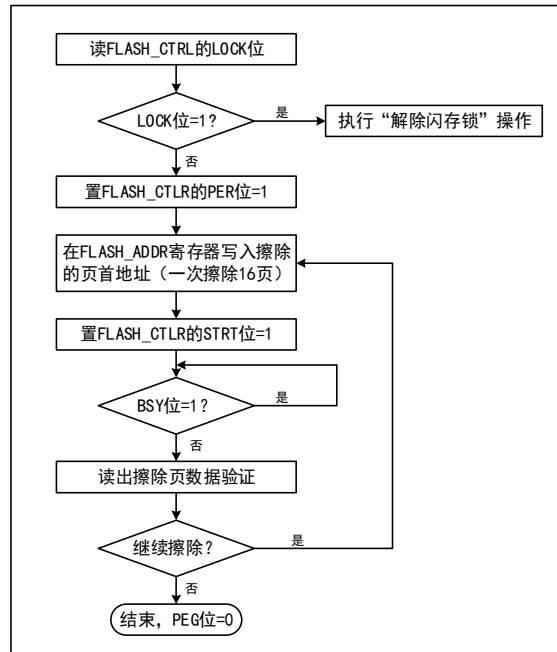 读FLASH_CTRL的LOCK位
LOCK位=1?
是
执行“解除闪存锁”操作
否
置FLASH_CTLR的PER位=1
在FLASH_ADDR寄存器写入擦除
的页首地址（一次擦除16页）
置FLASH_CTLR的STRT位=1
BSY位=1?
是
否
读出擦除页数据验证
继续擦除?
是
否
结束，PEG位=0